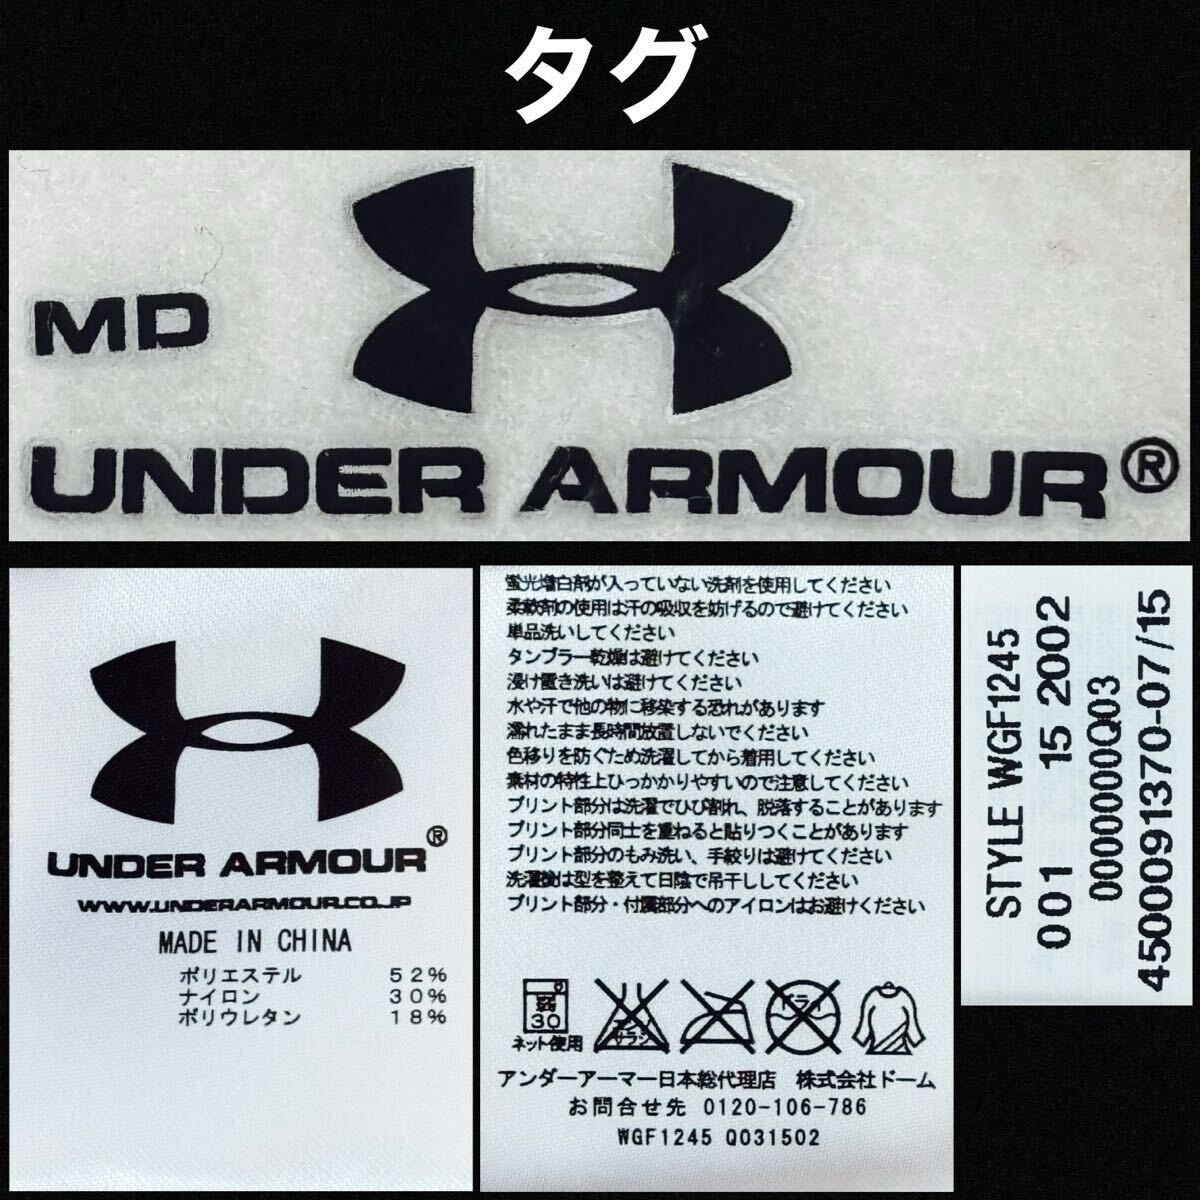 タグ
MD
UNDER ARMOUR®
UNDER ARMOUR®
WWW.UNDERARMOUR.CO.JP
MADE IN CHINA
ポリエステル 52%
ナイロン 30%
ポリウレタン 18%
蛍光増白剤が入っていない洗剤を使用してください
柔軟剤の使用は汗の吸収を妨げるので避けてください
単品洗いしてください
タンブラー乾燥は避けてください
浸け置き洗いは避けてください
水や汗で他の物に移染する恐れがあります
濡れたまま長時間放置しないでください
色移りを防ぐため洗濯してから着用してください
素材の特性上ひっかかりやすいので注意してください
プリント部分は洗濯でひび割れ、脱落することがあります
プリント部分同士を重ねると貼りつくことがあります
プリント部分のもみ洗い、手絞りは避けてください
洗濯後は型を整えて日陰で吊干ししてください
プリント部分・付属部分へのアイロンはお避けください
弱
30
エンソ
サラシ
ドライ
ネット使用
アンダーアーマー日本総代理店 株式会社ドーム
お問合せ先 0120-106-786
WGF1245 Q031502
STYLE WGF1245
001 15 2002
0000000Q03
4500091370-07/15